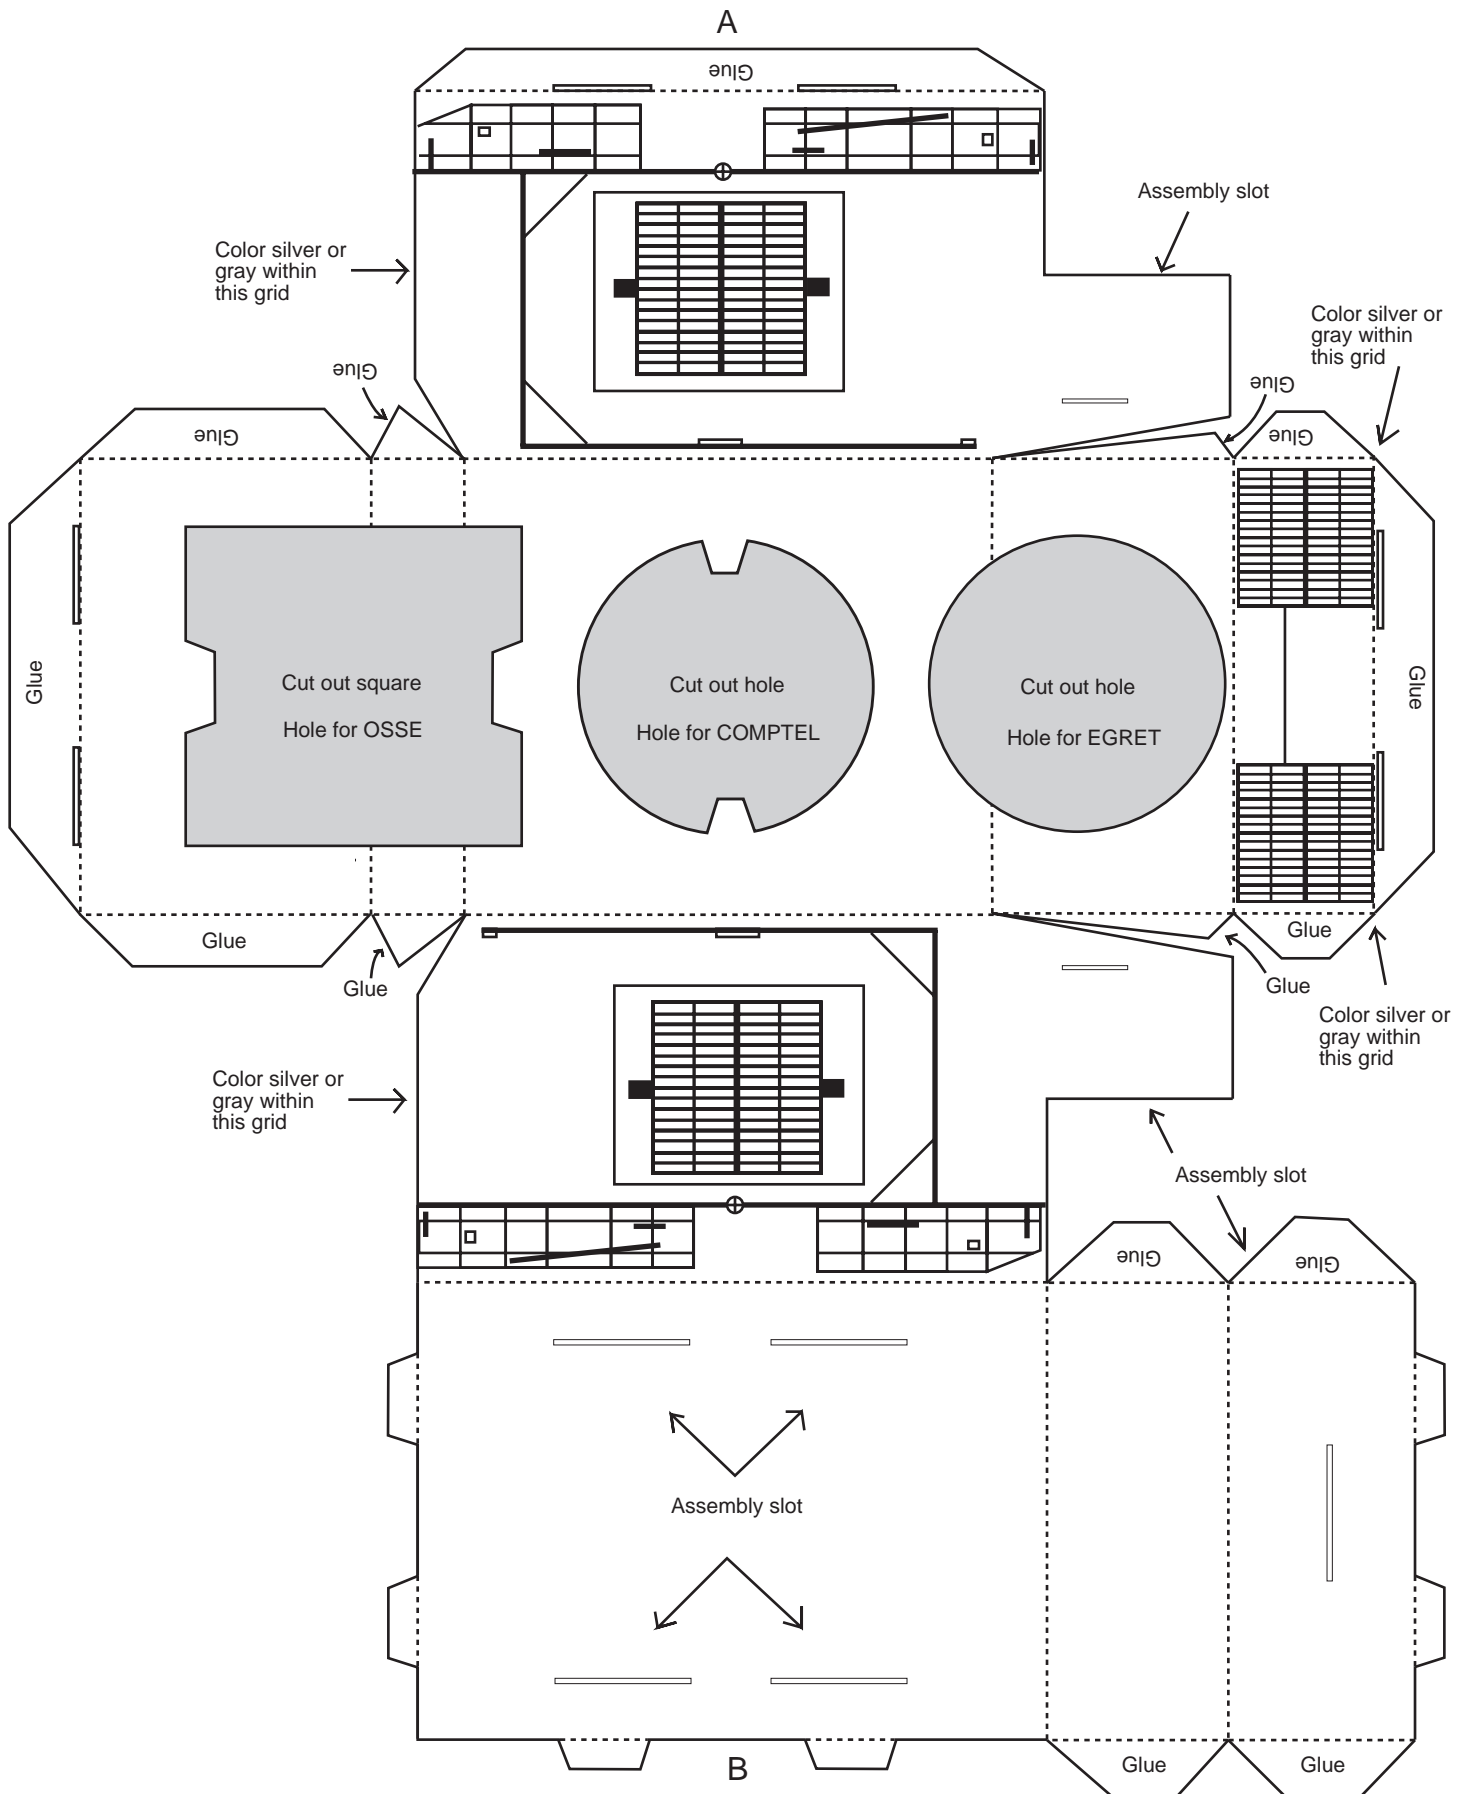 A
Glue
Assembly slot
Color silver or
gray within
this grid
Color silver or
gray within
this grid
Glue
Glue
Glue
Glue
Glue
Cut out square
Hole for OSSE
Cut out hole
Hole for COMPTEL
Cut out hole
Hole for EGRET
Glue
Glue
Glue
Glue
Glue
Glue
Color silver or
gray within
this grid
Color silver or
gray within
this grid
Assembly slot
Glue
Glue
Assembly slot
B
Glue
Glue